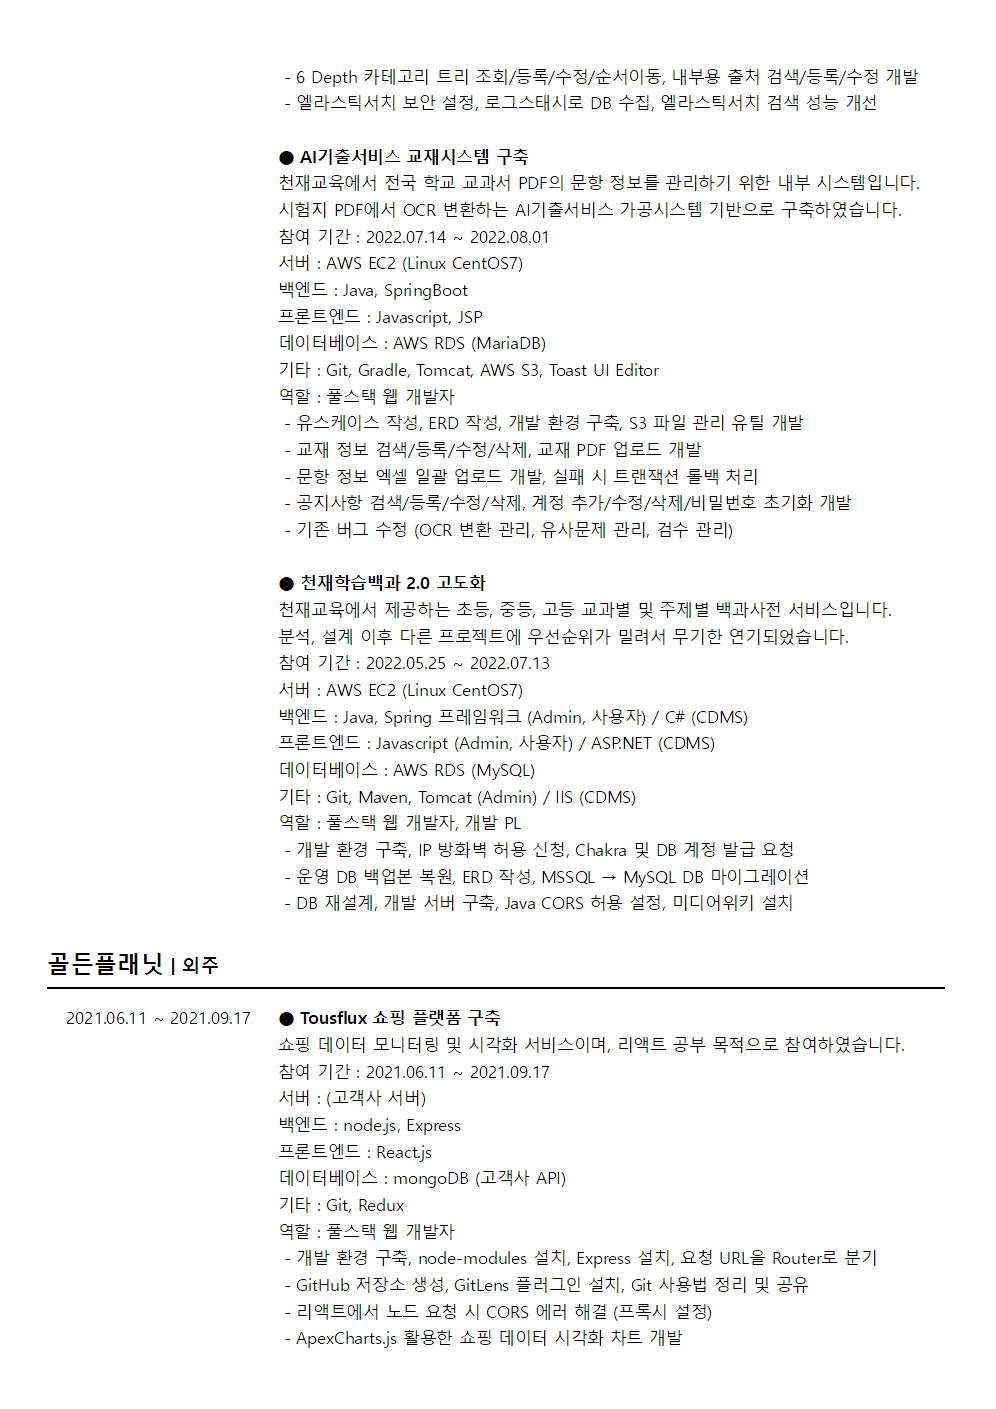 - 6 Depth 카테고리 트리 조회/등록/수정/순서이동, 내부용 출처 검색/등록/수정 개발
- 엘라스틱서치 보안 설정, 로그스태시로 DB 수집, 엘라스틱서치 검색 성능 개선
● AI기출서비스 교재시스템 구축
천재교육에서 전국 학교 교과서 PDF의 문항 정보를 관리하기 위한 내부 시스템입니다.
시험지 PDF에서 OCR 변환하는 AI기출서비스 가공시스템 기반으로 구축하였습니다.
참여 기간 : 2022.07.14 ~ 2022.08.01
서버 : AWS EC2 (Linux CentOS7)
백엔드 : Java, SpringBoot
프론트엔드 : Javascript, JSP
데이터베이스 : AWS RDS (MariaDB)
기타 : Git, Gradle, Tomcat, AWS S3, Toast UI Editor
역할 : 풀스택 웹 개발자
- 유스케이스 작성, ERD 작성, 개발 환경 구축, S3 파일 관리 유틸 개발
- 교재 정보 검색/등록/수정/삭제, 교재 PDF 업로드 개발
- 문항 정보 엑셀 일괄 업로드 개발, 실패 시 트랜잭션 롤백 처리
- 공지사항 검색/등록/수정/삭제, 계정 추가/수정/삭제/비밀번호 초기화 개발
- 기존 버그 수정 (OCR 변환 관리, 유사문제 관리, 검수 관리)
● 천재학습백과 2.0 고도화
천재교육에서 제공하는 초등, 중등, 고등 교과별 및 주제별 백과사전 서비스입니다.
분석, 설계 이후 다른 프로젝트에 우선순위가 밀려서 무기한 연기되었습니다.
참여 기간 : 2022.05.25 ~ 2022.07.13
서버 : AWS EC2 (Linux CentOS7)
백엔드 : Java, Spring 프레임워크 (Admin, 사용자) / C# (CDMS)
프론트엔드 : Javascript (Admin, 사용자) / ASP.NET (CDMS)
데이터베이스 : AWS RDS (MySQL)
기타 : Git, Maven, Tomcat (Admin) / IIS (CDMS)
역할 : 풀스택 웹 개발자, 개발 PL
- 개발 환경 구축, IP 방화벽 허용 신청, Chakra 및 DB 계정 발급 요청
- 운영 DB 백업본 복원, ERD 작성, MSSQL → MySQL DB 마이그레이션
- DB 재설계, 개발 서버 구축, Java CORS 허용 설정, 미디어위키 설치
골든플래닛 | 외주
2021.06.11 ~ 2021.09.17 ● Tousflux 쇼핑 플랫폼 구축
쇼핑 데이터 모니터링 및 시각화 서비스이며, 리액트 공부 목적으로 참여하였습니다.
참여 기간 : 2021.06.11 ~ 2021.09.17
서버 : (고객사 서버)
백엔드 : node.js, Express
프론트엔드 : React.js
데이터베이스 : mongoDB (고객사 API)
기타 : Git, Redux
역할 : 풀스택 웹 개발자
- 개발 환경 구축, node-modules 설치, Express 설치, 요청 URL을 Router로 분기
- GitHub 저장소 생성, GitLens 플러그인 설치, Git 사용법 정리 및 공유
- 리액트에서 노드 요청 시 CORS 에러 해결 (프록시 설정)
- ApexCharts.js 활용한 쇼핑 데이터 시각화 차트 개발